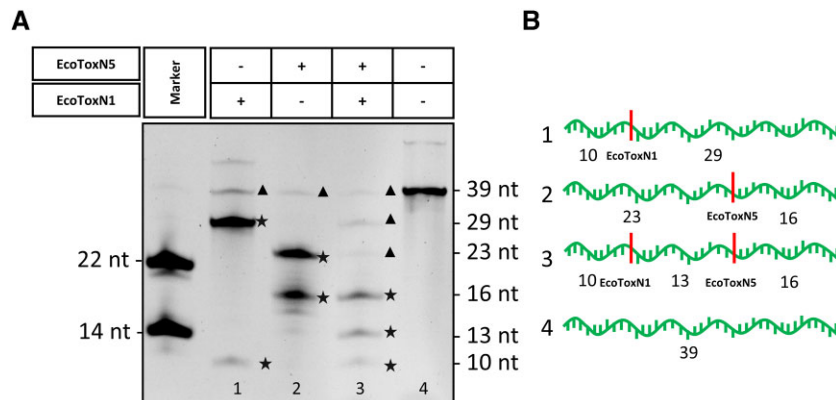 A
EcoToxN5 - + + -
EcoToxN1 + - + -
Marker
22 nt
14 nt
39 nt
29 nt
23 nt
16 nt
13 nt
10 nt
1 2 3 4
B
1
10 EcoToxN1 29
2
23 EcoToxN5 16
3
10 EcoToxN1 13 EcoToxN5 16
4
39